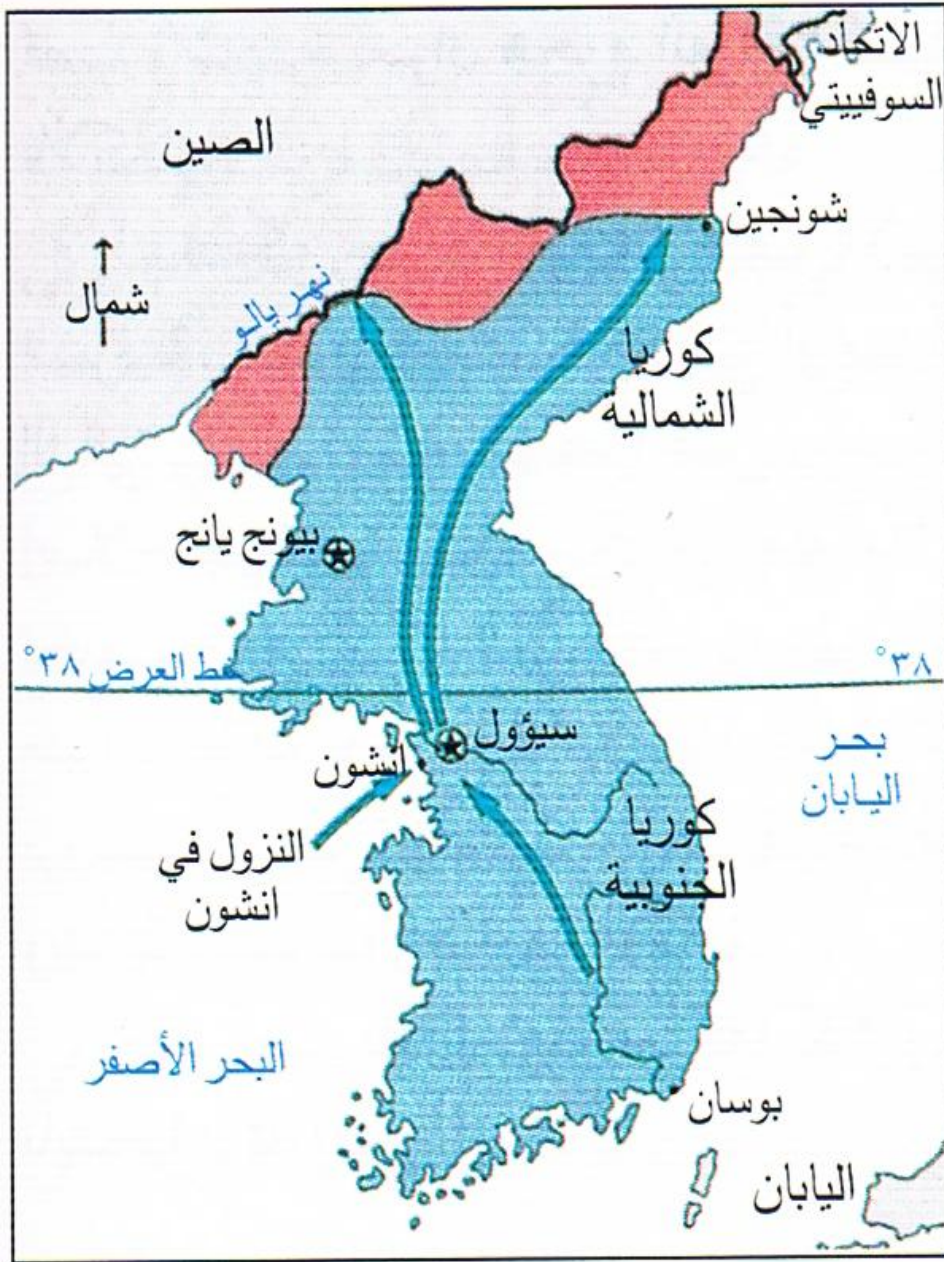 الاتحاد
السوفييتي
الصين
شونجين
شمال
نهر يالو
كوريا
الشمالية
بيونج يانج
خط العرض ٣٨°
٣٨°
سيؤول
انشون
بحر
اليابان
كوريا
الجنوبية
النزول في
انشون
البحر الأصفر
بوسان
اليابان